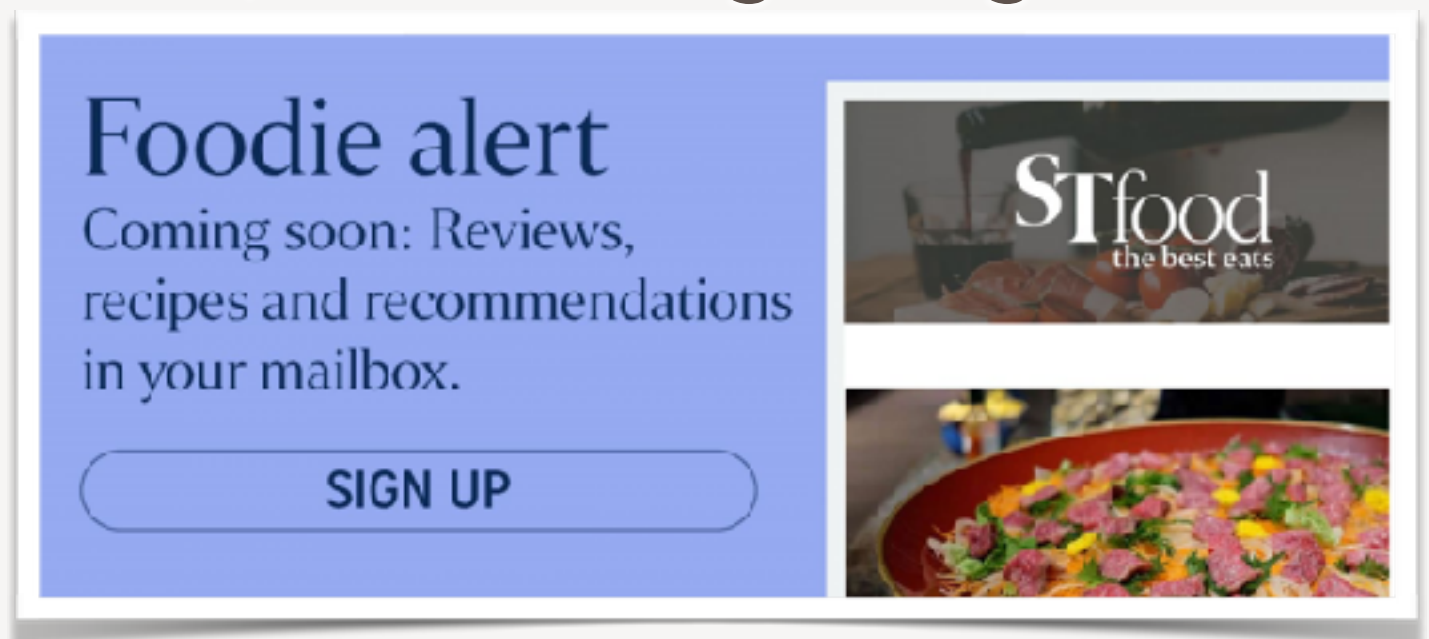 Foodie alert
Coming soon: Reviews,
recipes and recommendations
in your mailbox.
SIGN UP
STfood
the best eats